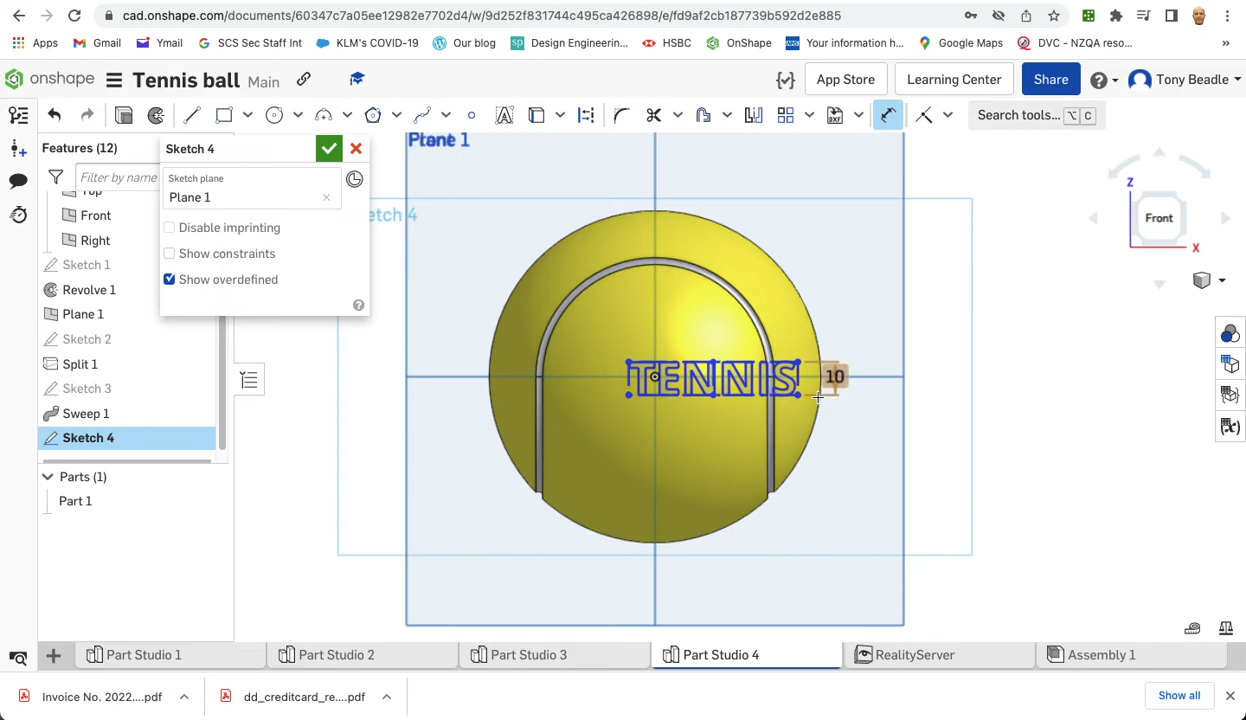 cad.onshape.com/documents/60347c7a05ee12982e7702d4/w/9d252f831744c495ca426898/e/fd9af2cb187739b592d2e885
Apps Gmail Ymail SCS Sec Staff Int KLM's COVID-19 Our blog Design Engineerin... HSBC OnShape Your information h... Google Maps DVC - NZQA reso... »
onshape Tennis ball Main App Store Learning Center Share Tony Beadle
Search tools... ⌥ C
Features (12) Sketch 4 Plane 1
Filter by name Sketch plane
Plane 1
Top
Front
Right
Sketch 1
Revolve 1
Plane 1
Sketch 2
Split 1
Sketch 3
Sweep 1
Sketch 4
Disable imprinting
Show constraints
Show overdefined
Parts (1)
Part 1
etch 4
TENNIS 10
Z
Front
X
Part Studio 1 Part Studio 2 Part Studio 3 Part Studio 4 RealityServer Assembly 1
Invoice No. 2022....pdf dd_creditcard_re....pdf Show all